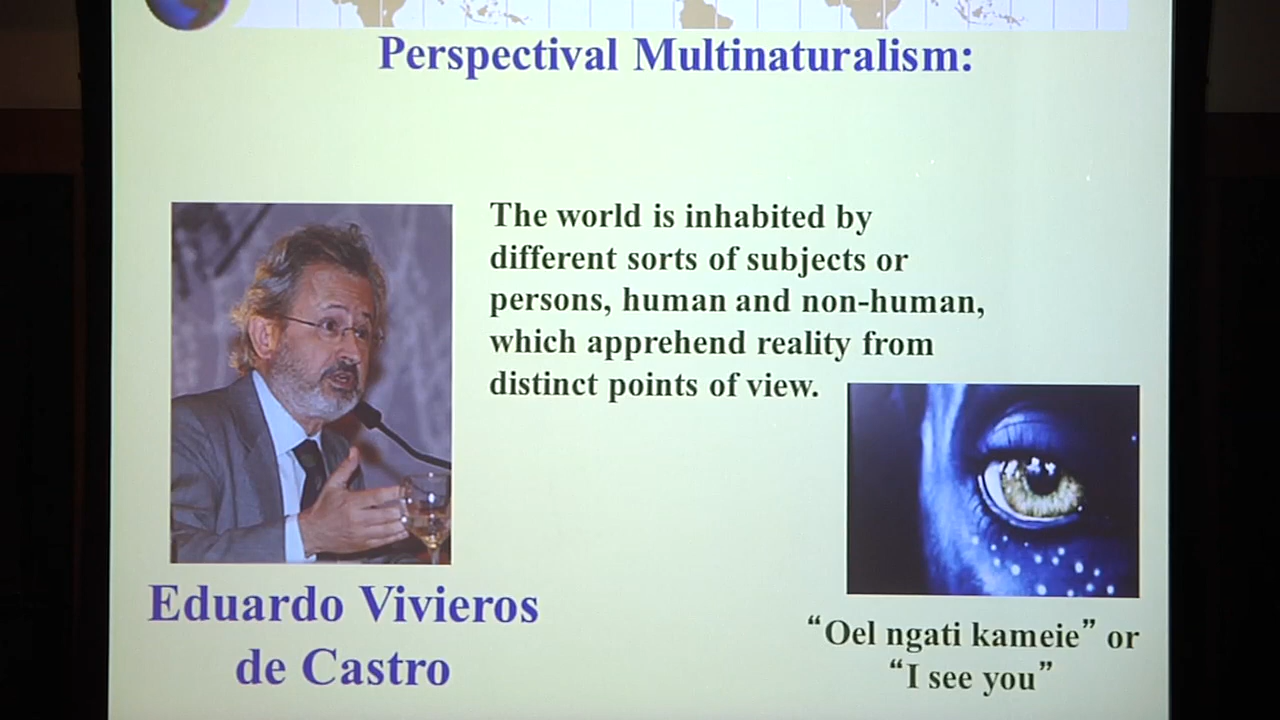 Perspectival Multinaturalism:
The world is inhabited by
different sorts of subjects or
persons, human and non-human,
which apprehend reality from
distinct points of view.
Eduardo Vivieros
de Castro
“Oel ngati kameie” or
“I see you”